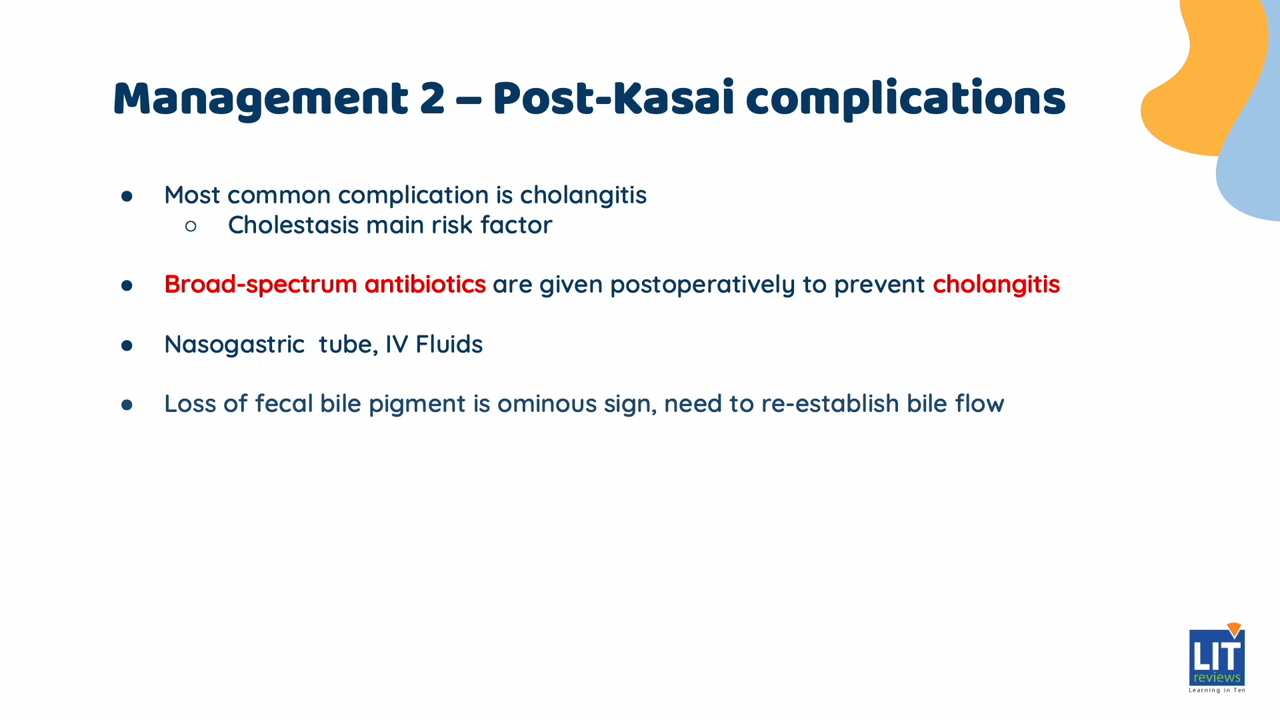 Management 2 – Post-Kasai complications
● Most common complication is cholangitis
○ Cholestasis main risk factor
● Broad-spectrum antibiotics are given postoperatively to prevent cholangitis
● Nasogastric  tube, IV Fluids
● Loss of fecal bile pigment is ominous sign, need to re-establish bile flow
LIT
reviews
Learning in Ten